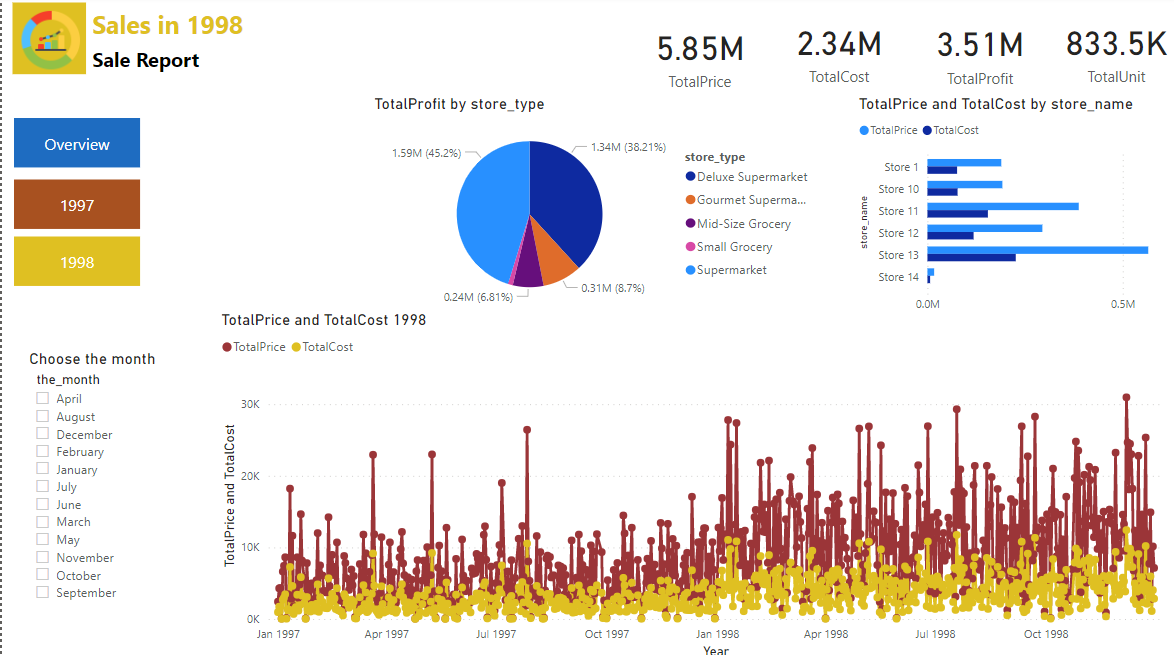 Sales in 1998
Sale Report
5.85M
TotalPrice
2.34M
TotalCost
3.51M
TotalProfit
833.5K
TotalUnit
Overview
1997
1998
TotalProfit by store_type
1.59M (45.2%)
1.34M (38.21%)
0.31M (8.7%)
0.24M (6.81%)
store_type
Deluxe Supermarket
Gourmet Superma...
Mid-Size Grocery
Small Grocery
Supermarket
TotalPrice and TotalCost by store_name
TotalPrice TotalCost
store_name
Store 1
Store 10
Store 11
Store 12
Store 13
Store 14
0.0M 0.5M
Choose the month
the_month
April
August
December
February
January
July
June
March
May
November
October
September
TotalPrice and TotalCost 1998
TotalPrice TotalCost
TotalPrice and TotalCost
30K
20K
10K
0K
Jan 1997 Apr 1997 Jul 1997 Oct 1997 Jan 1998 Apr 1998 Jul 1998 Oct 1998
Year